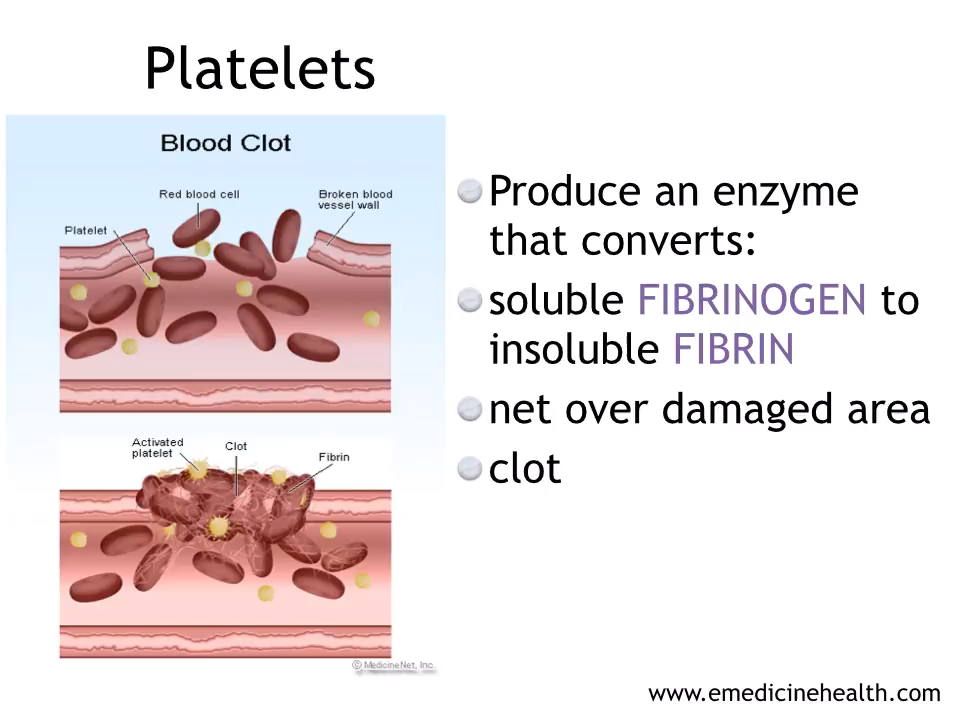 Platelets
Blood Clot
Red blood cell
Broken blood
vessel wall
Platelet
Activated
platelet
Clot
Fibrin
© MedicineNet, Inc.
Produce an enzyme
that converts:
soluble FIBRINOGEN to
insoluble FIBRIN
net over damaged area
clot
www.emedicinehealth.com